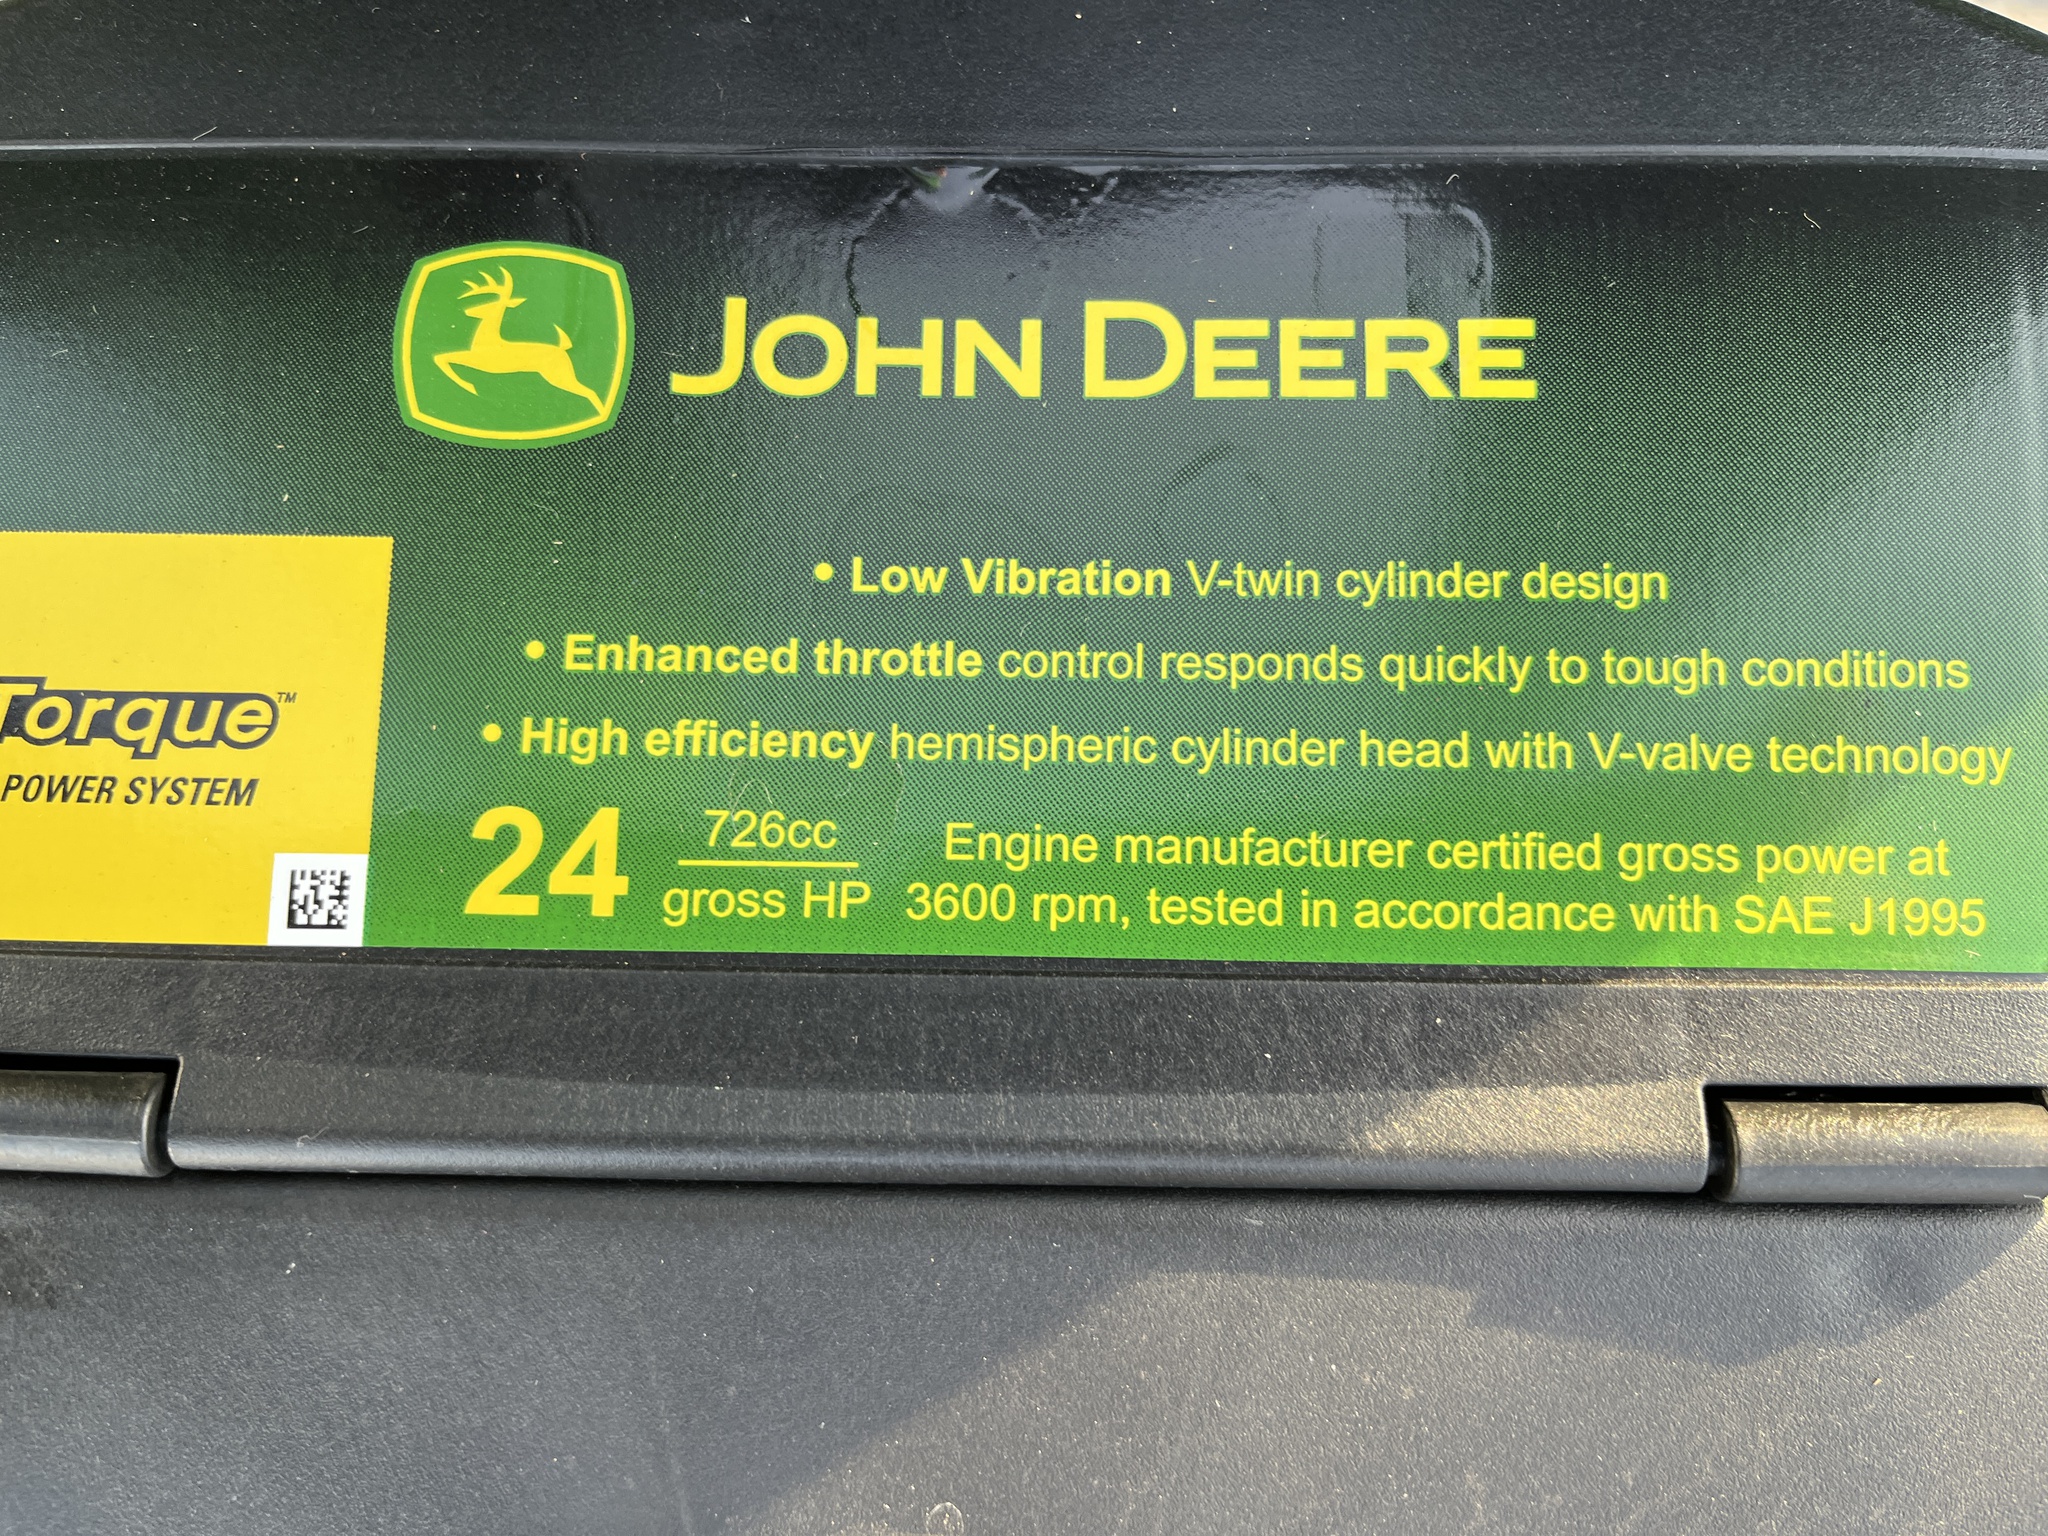 JOHN DEERE
• Low Vibration V-twin cylinder design
• Enhanced throttle control responds quickly to tough conditions
• High efficiency hemispheric cylinder head with V-valve technology
Torque™
POWER SYSTEM
24 726cc
gross HP
Engine manufacturer certified gross power at
3600 rpm, tested in accordance with SAE J1995